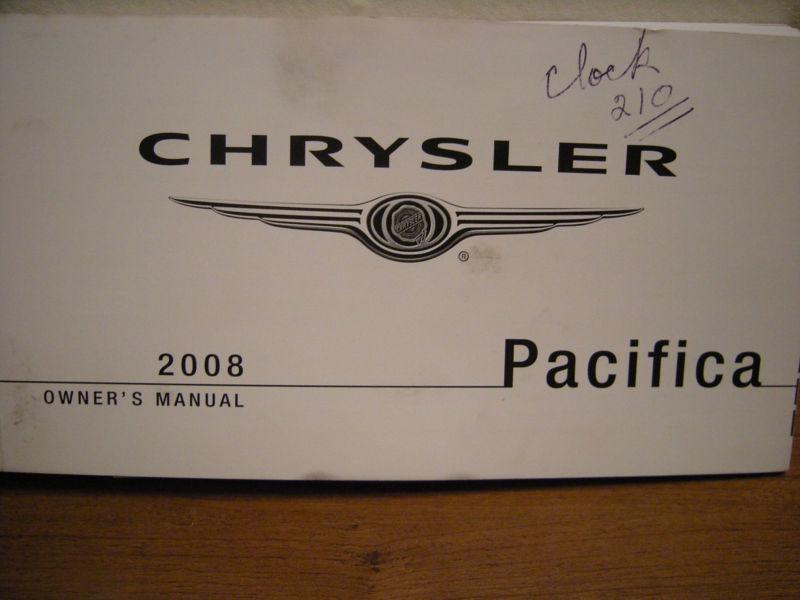 Clock
210
CHRYSLER
®
2008
Pacifica
OWNER'S MANUAL